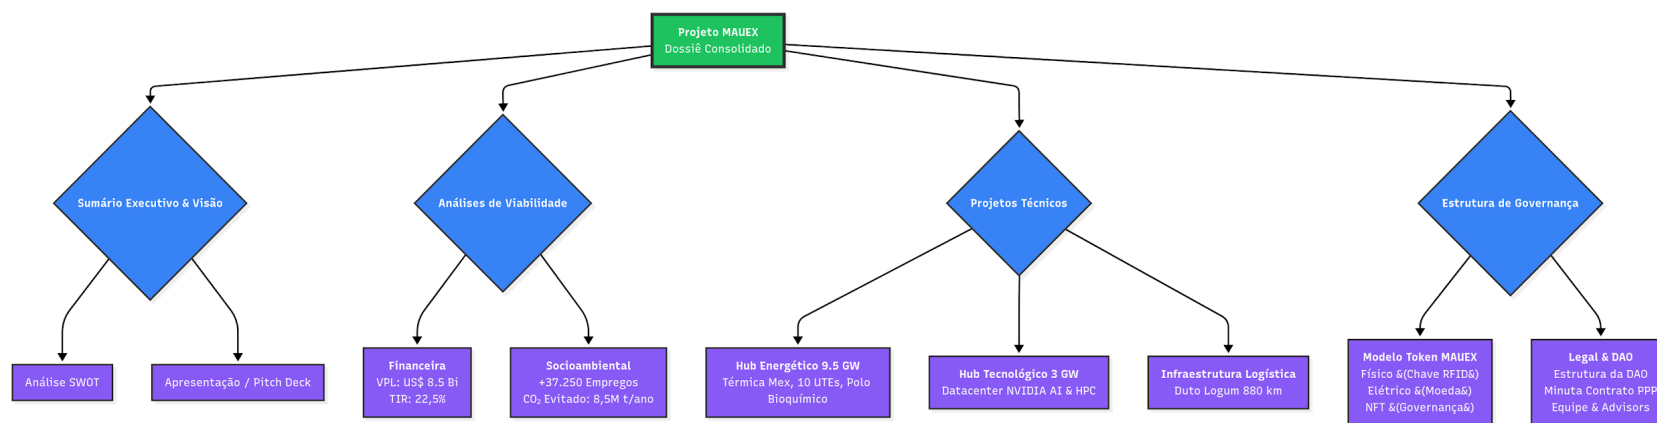 Projeto MAUEX
Dossiê Consolidado
Sumário Executivo & Visão
Análises de Viabilidade
Projetos Técnicos
Estrutura de Governança
Análise SWOT
Apresentação / Pitch Deck
Financeira
VPL: US$ 8.5 Bi
TIR: 22,5%
Socioambiental
+37.250 Empregos
CO₂ Evitado: 8,5M t/ano
Hub Energético 9.5 GW
Térmica Mex, 10 UTEs, Polo
Bioquímico
Hub Tecnológico 3 GW
Datacenter NVIDIA AI & HPC
Infraestrutura Logística
Duto Logum 880 km
Modelo Token MAUEX
Físico &(Chave RFID&)
Elétrico &(Moeda&)
NFT &(Governança&)
Legal & DAO
Estrutura da DAO
Minuta Contrato PPP
Equipe & Advisors